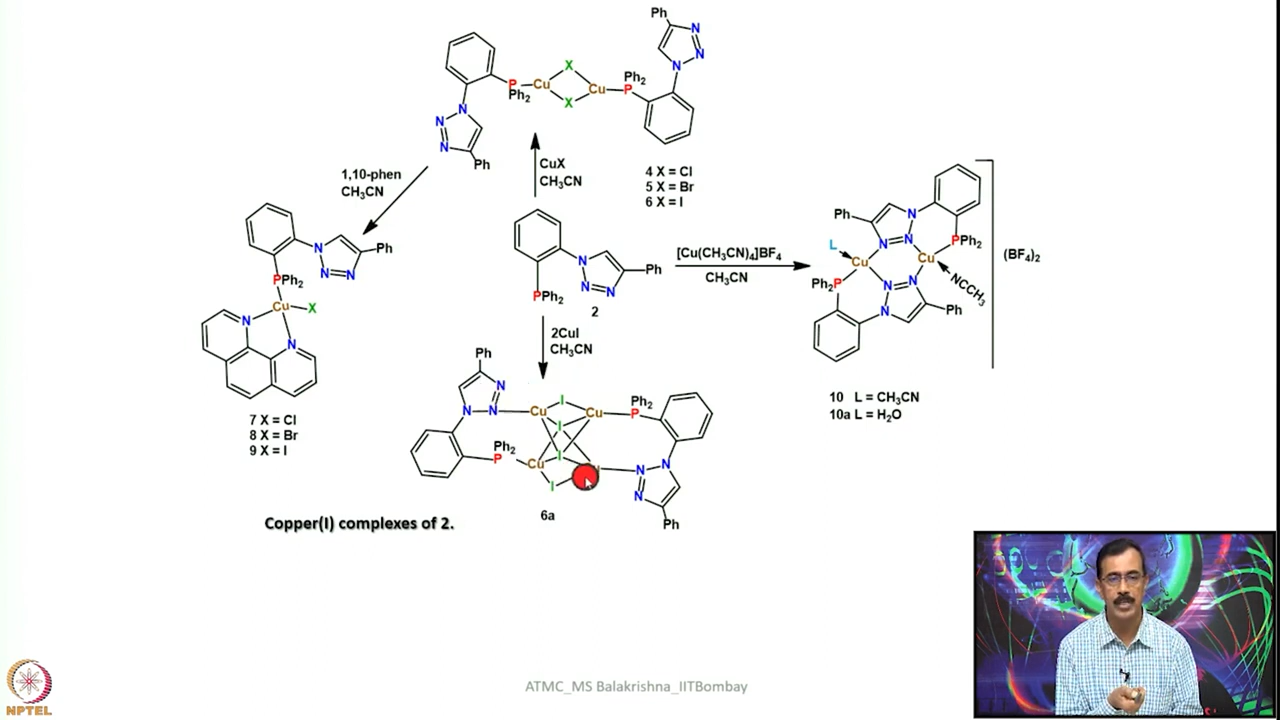 Ph
N
N
N
X
Cu
Cu
X
P
Ph2
Ph2
P
N
N
N
Ph
1,10-phen
CH3CN
CuX
CH3CN
4 X = Cl
5 X = Br
6 X = I
N
N
N
Ph
PPh2
Cu
X
N
N
7 X = Cl
8 X = Br
9 X = I
N
N
N
Ph
PPh2
2
[Cu(CH3CN)4]BF4
CH3CN
Ph
N
N
N
PPh2
L
Cu
Cu
NCCH3
Ph2P
N
N
N
Ph
(BF4)2
10 L = CH3CN
10a L = H2O
2CuI
CH3CN
Ph
N
N
N
Cu
I
Cu
P
Ph2
I
Ph2
P
Cu
I
I
N
N
N
Ph
6a
Copper(I) complexes of 2.
ATMC_MS Balakrishna_IITBombay
NPTEL